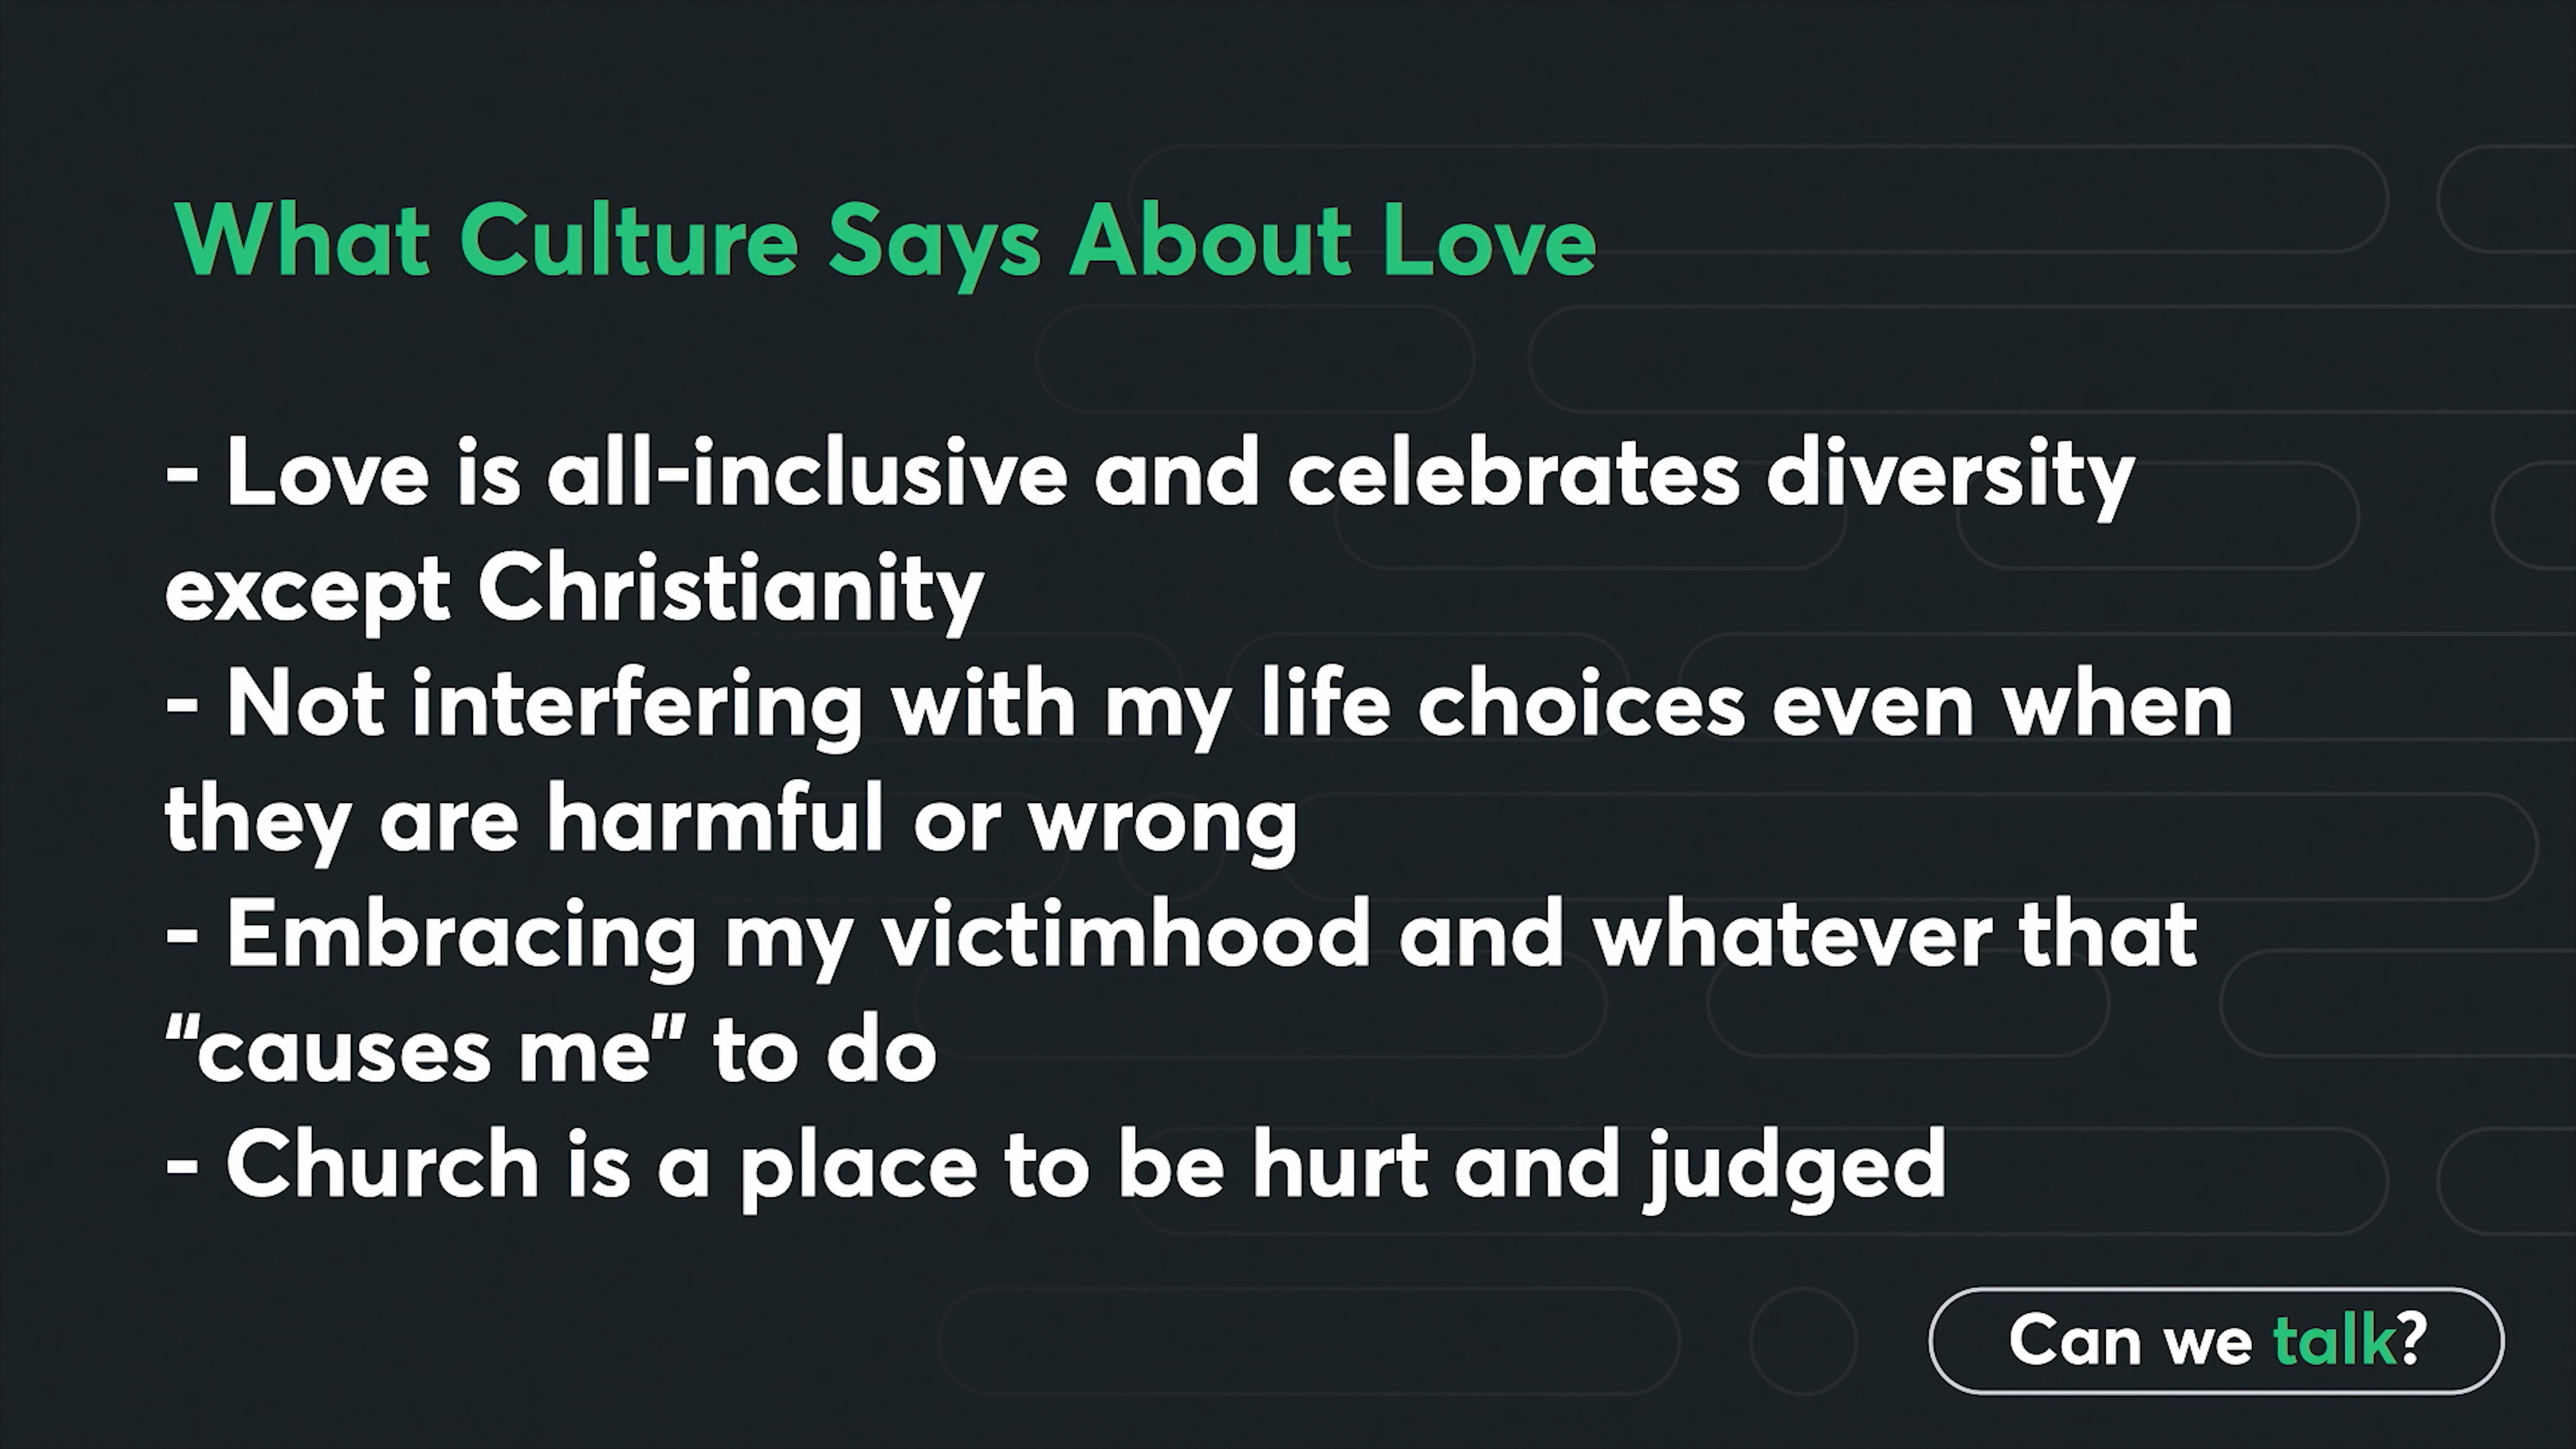 What Culture Says About Love
- Love is all-inclusive and celebrates diversity
except Christianity
- Not interfering with my life choices even when
they are harmful or wrong
- Embracing my victimhood and whatever that
“causes me” to do
- Church is a place to be hurt and judged
Can we talk?